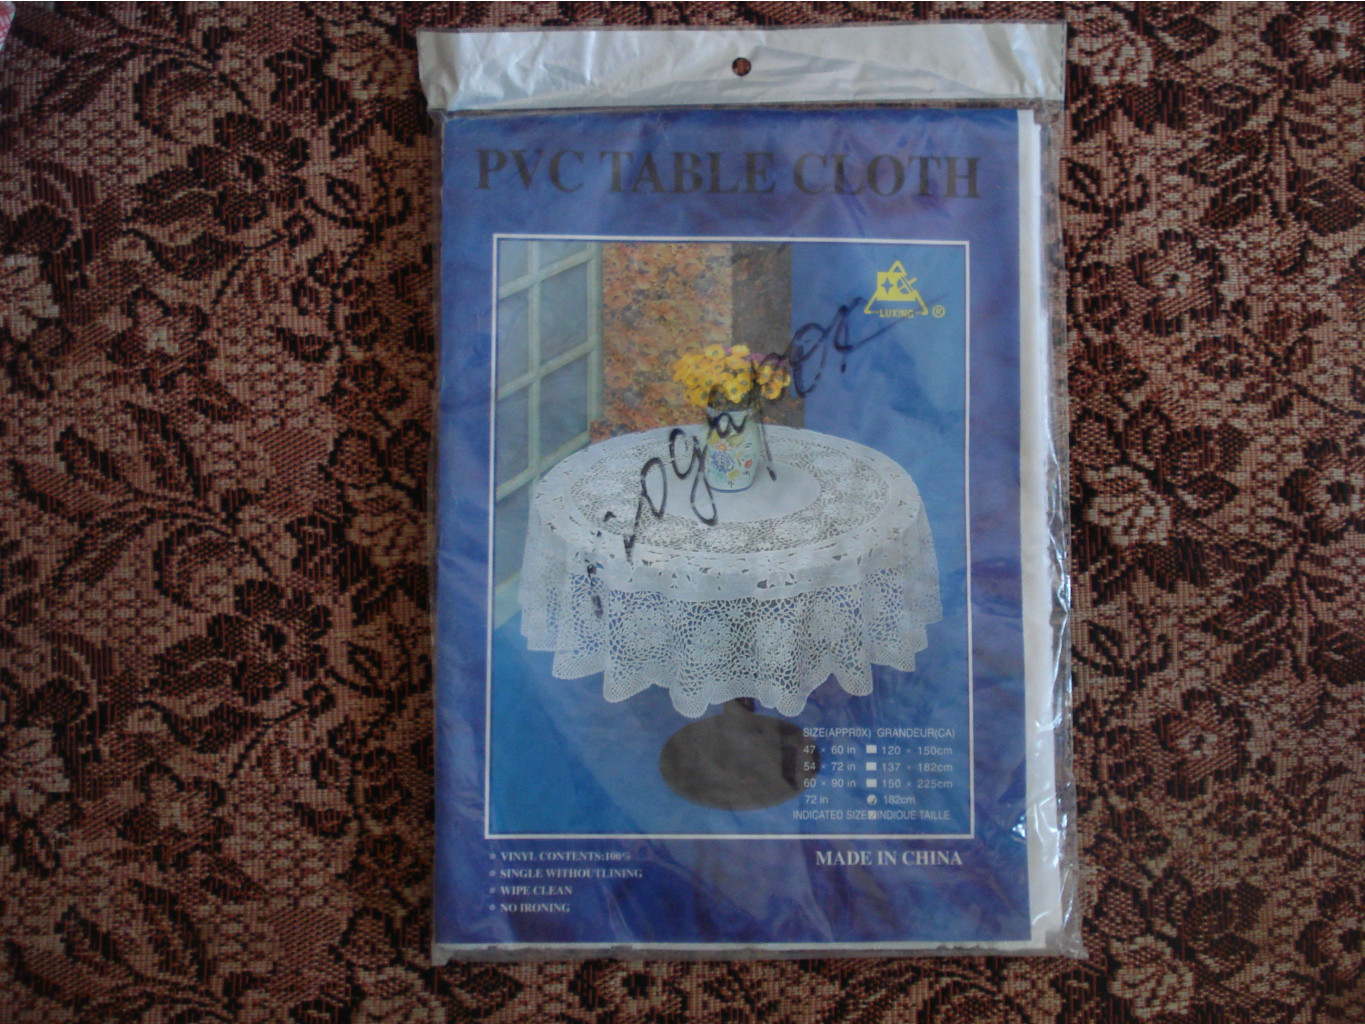 PVC TABLE CLOTH
LUXING ®
SIZE(APPROX) GRANDEUR(CA)
47 × 60 in 120 × 150cm
54 × 72 in 137 × 182cm
60 × 90 in 150 × 225cm
72 in 182cm
INDICATED SIZE INDIQUE TAILLE
VINYL CONTENTS:100%
SINGLE WITHOUTLINING
WIPE CLEAN
NO IRONING
MADE IN CHINA